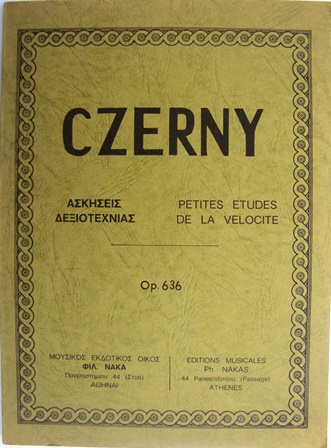 CZERNY
ΑΣΚΗΣΕΙΣ
ΔΕΞΙΟΤΕΧΝΙΑΣ
PETITES ETUDES
DE LA VELOCITE
Op. 636
ΜΟΥΣΙΚΟΣ ΕΚΔΟΤΙΚΟΣ ΟΙΚΟΣ
ΦΙΛ. ΝΑΚΑ
Πανεπιστημίου 44 (Στοά)
ΑΘΗΝΑΙ
EDITIONS MUSICALES
Ph. NAKAS
44 Panepistimiou (Passage)
ATHENES